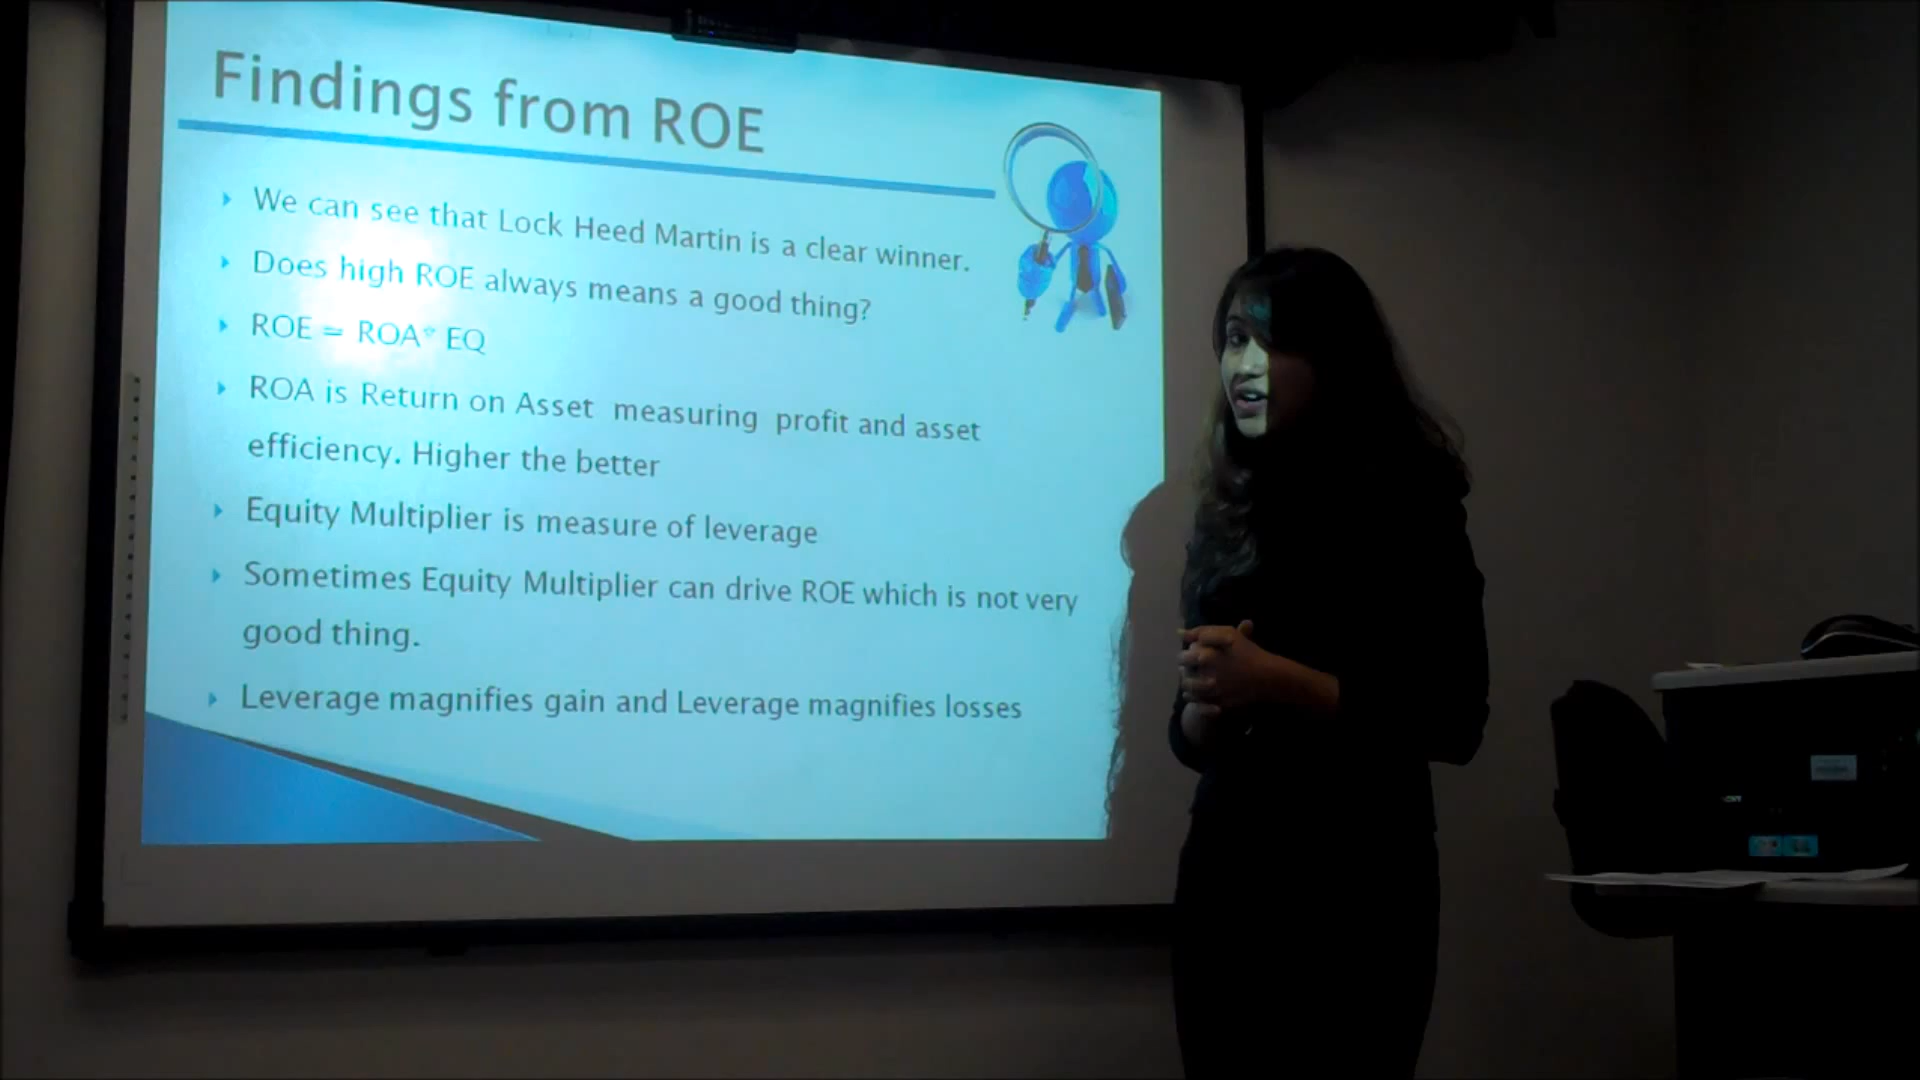 Findings from ROE
We can see that Lock Heed Martin is a clear winner.
Does high ROE always means a good thing?
ROE = ROA* EQ
ROA is Return on Asset measuring profit and asset
efficiency. Higher the better
Equity Multiplier is measure of leverage
Sometimes Equity Multiplier can drive ROE which is not very
good thing.
Leverage magnifies gain and Leverage magnifies losses